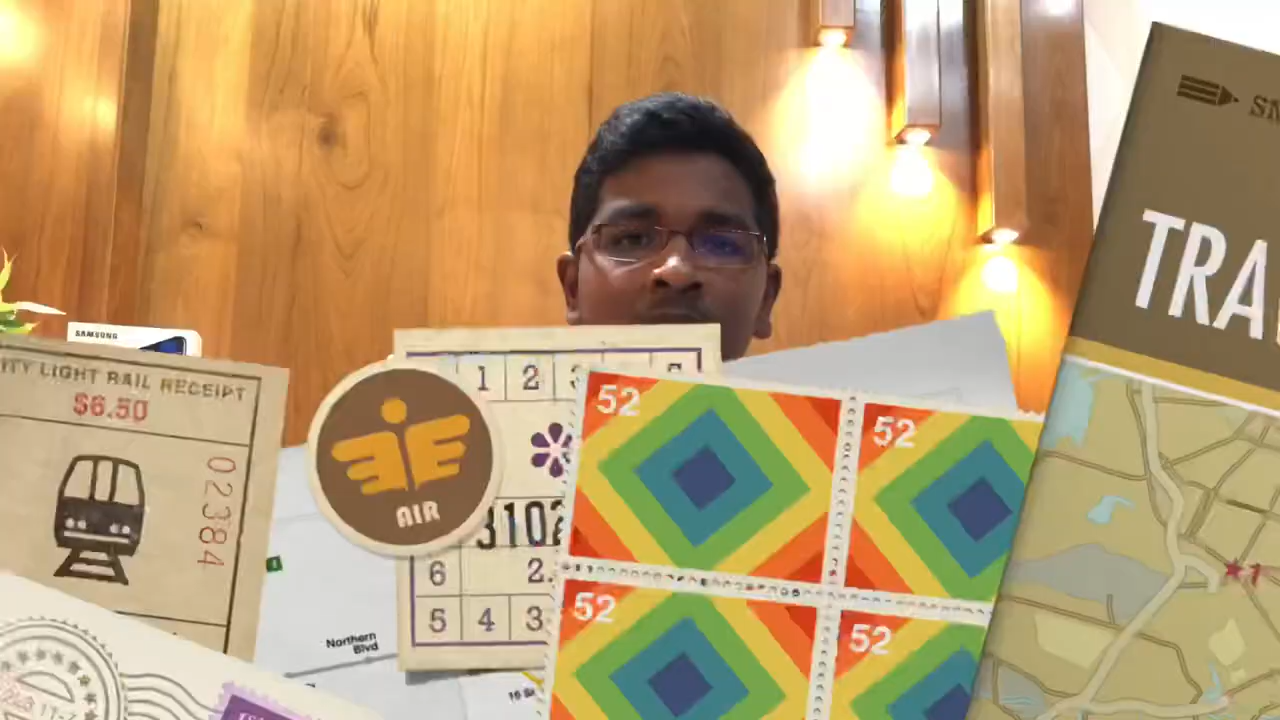 SAMSUNG
ITY LIGHT RAIL RECEIPT
$6.50
02384
AIR
1 2
3102
6 2.
5 4 3
52
52
52
52
Northern
Blvd
TRA
1